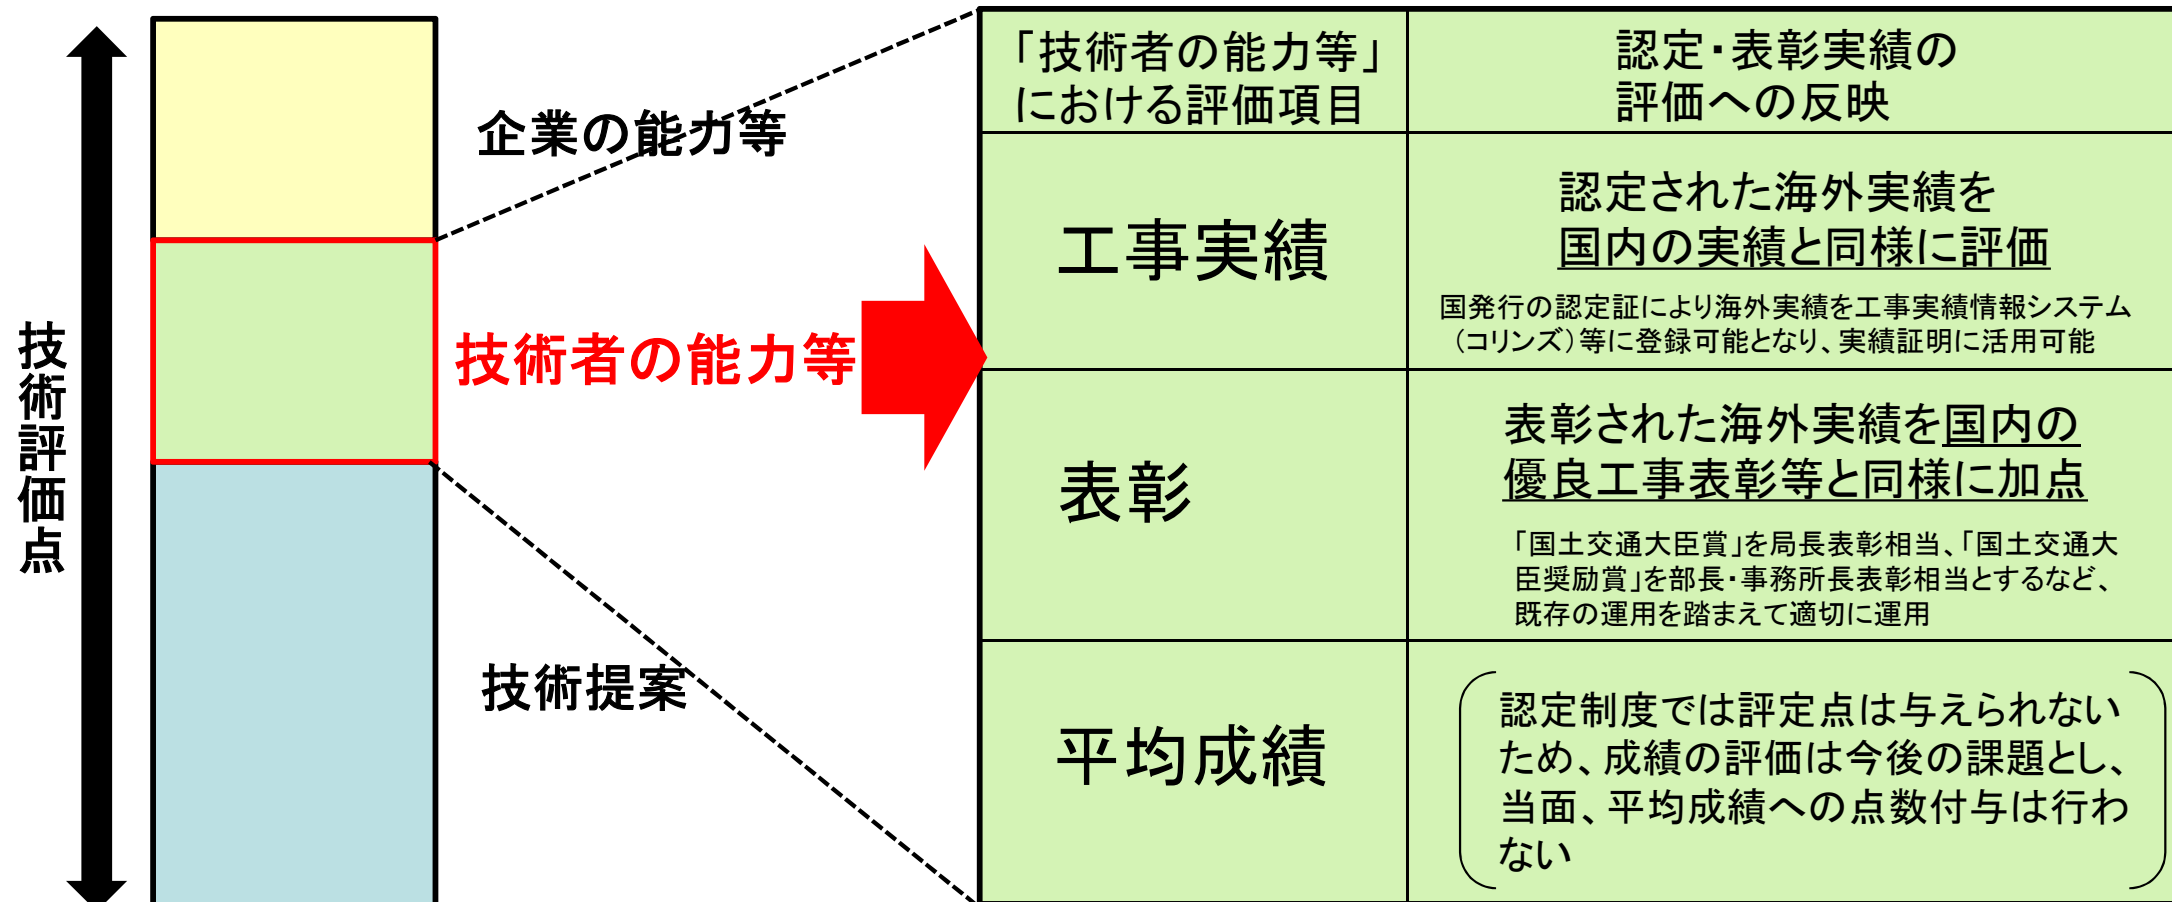 技術評価点
企業の能力等
技術者の能力等
技術提案
「技術者の能力等」
における評価項目
認定・表彰実績の
評価への反映
工事実績
認定された海外実績を
国内の実績と同様に評価
国発行の認定証により海外実績を工事実績情報システム
（コリンズ）等に登録可能となり、実績証明に活用可能
表彰
表彰された海外実績を国内の
優良工事表彰等と同様に加点
「国土交通大臣賞」を局長表彰相当、「国土交通大
臣奨励賞」を部長・事務所長表彰相当とするなど、
既存の運用を踏まえて適切に運用
平均成績
認定制度では評定点は与えられない
ため、成績の評価は今後の課題とし、
当面、平均成績への点数付与は行わ
ない